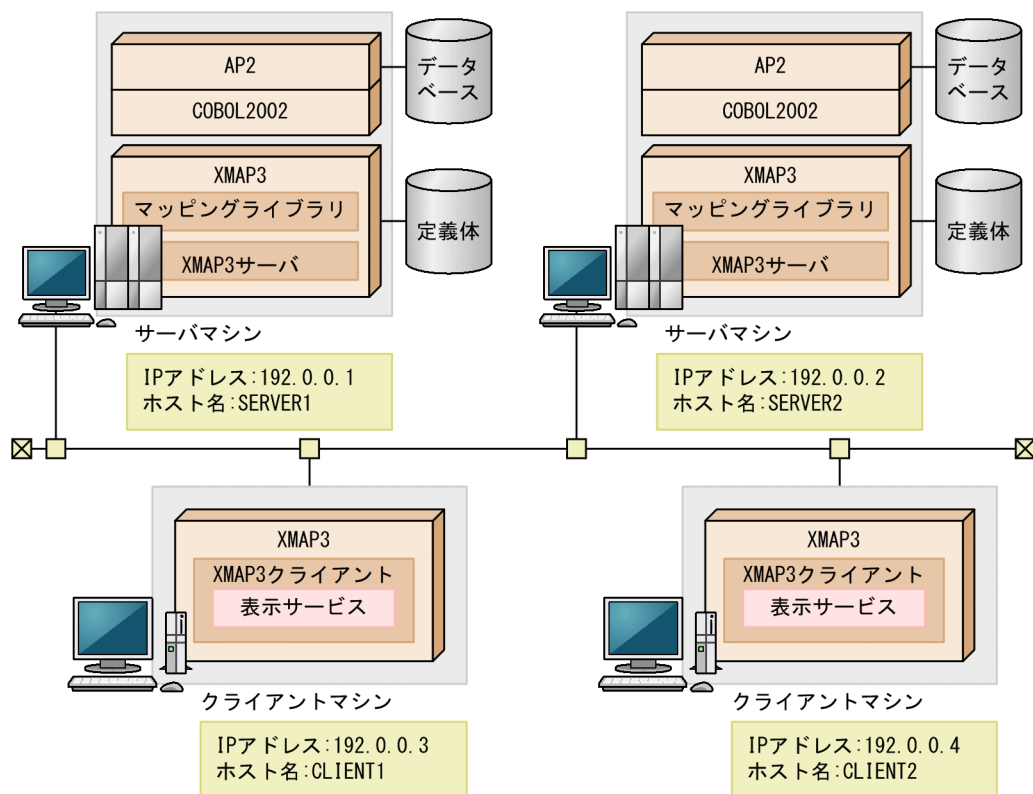 AP2
データ
ベース
COBOL2002
XMAP3
マッピングライブラリ
定義体
XMAP3サーバ
サーバマシン
IPアドレス:192.0.0.1
ホスト名:SERVER1
AP2
データ
ベース
COBOL2002
XMAP3
マッピングライブラリ
定義体
XMAP3サーバ
サーバマシン
IPアドレス:192.0.0.2
ホスト名:SERVER2
XMAP3
XMAP3クライアント
表示サービス
クライアントマシン
IPアドレス:192.0.0.3
ホスト名:CLIENT1
XMAP3
XMAP3クライアント
表示サービス
クライアントマシン
IPアドレス:192.0.0.4
ホスト名:CLIENT2